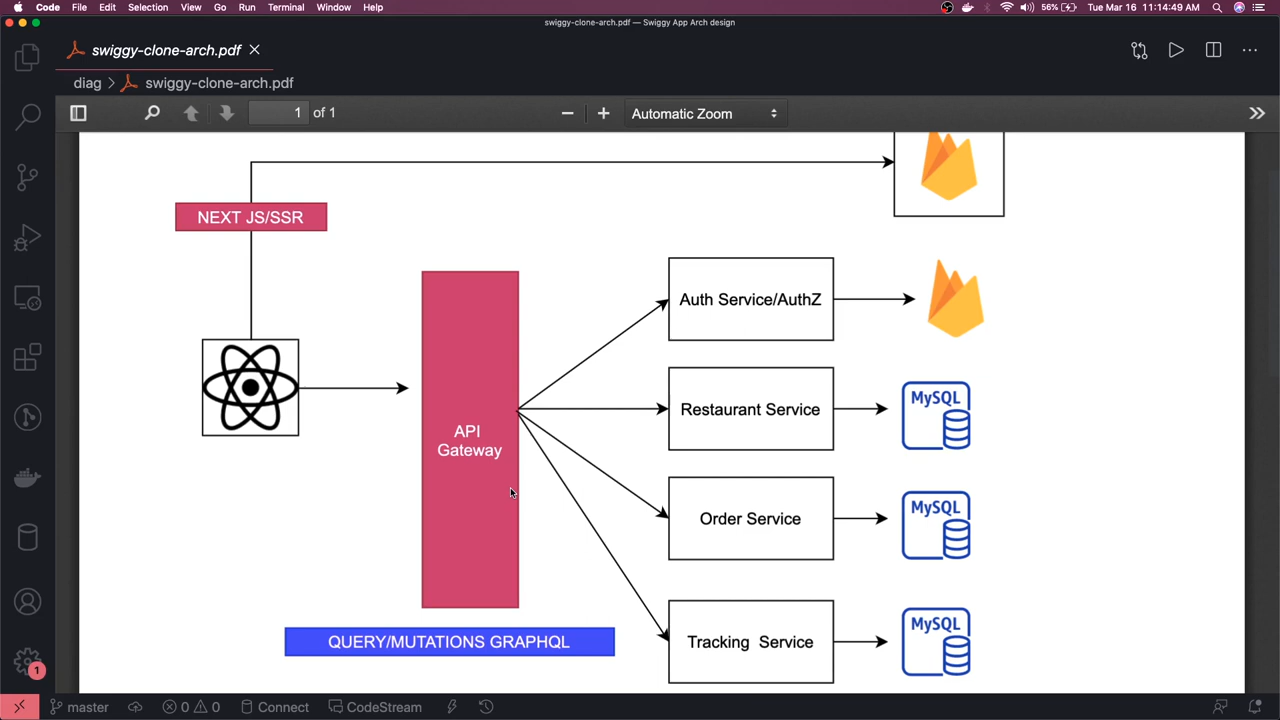 Code File Edit Selection View Go Run Terminal Window Help 56% Tue Mar 16 11:14:49 AM
swiggy-clone-arch.pdf — Swiggy App Arch design
swiggy-clone-arch.pdf
diag > swiggy-clone-arch.pdf
1 of 1 Automatic Zoom
NEXT JS/SSR
Auth Service/AuthZ
Restaurant Service
MySQL
API
Gateway
Order Service
MySQL
QUERY/MUTATIONS GRAPHQL
Tracking Service
MySQL
1
master 0 0 Connect CodeStream